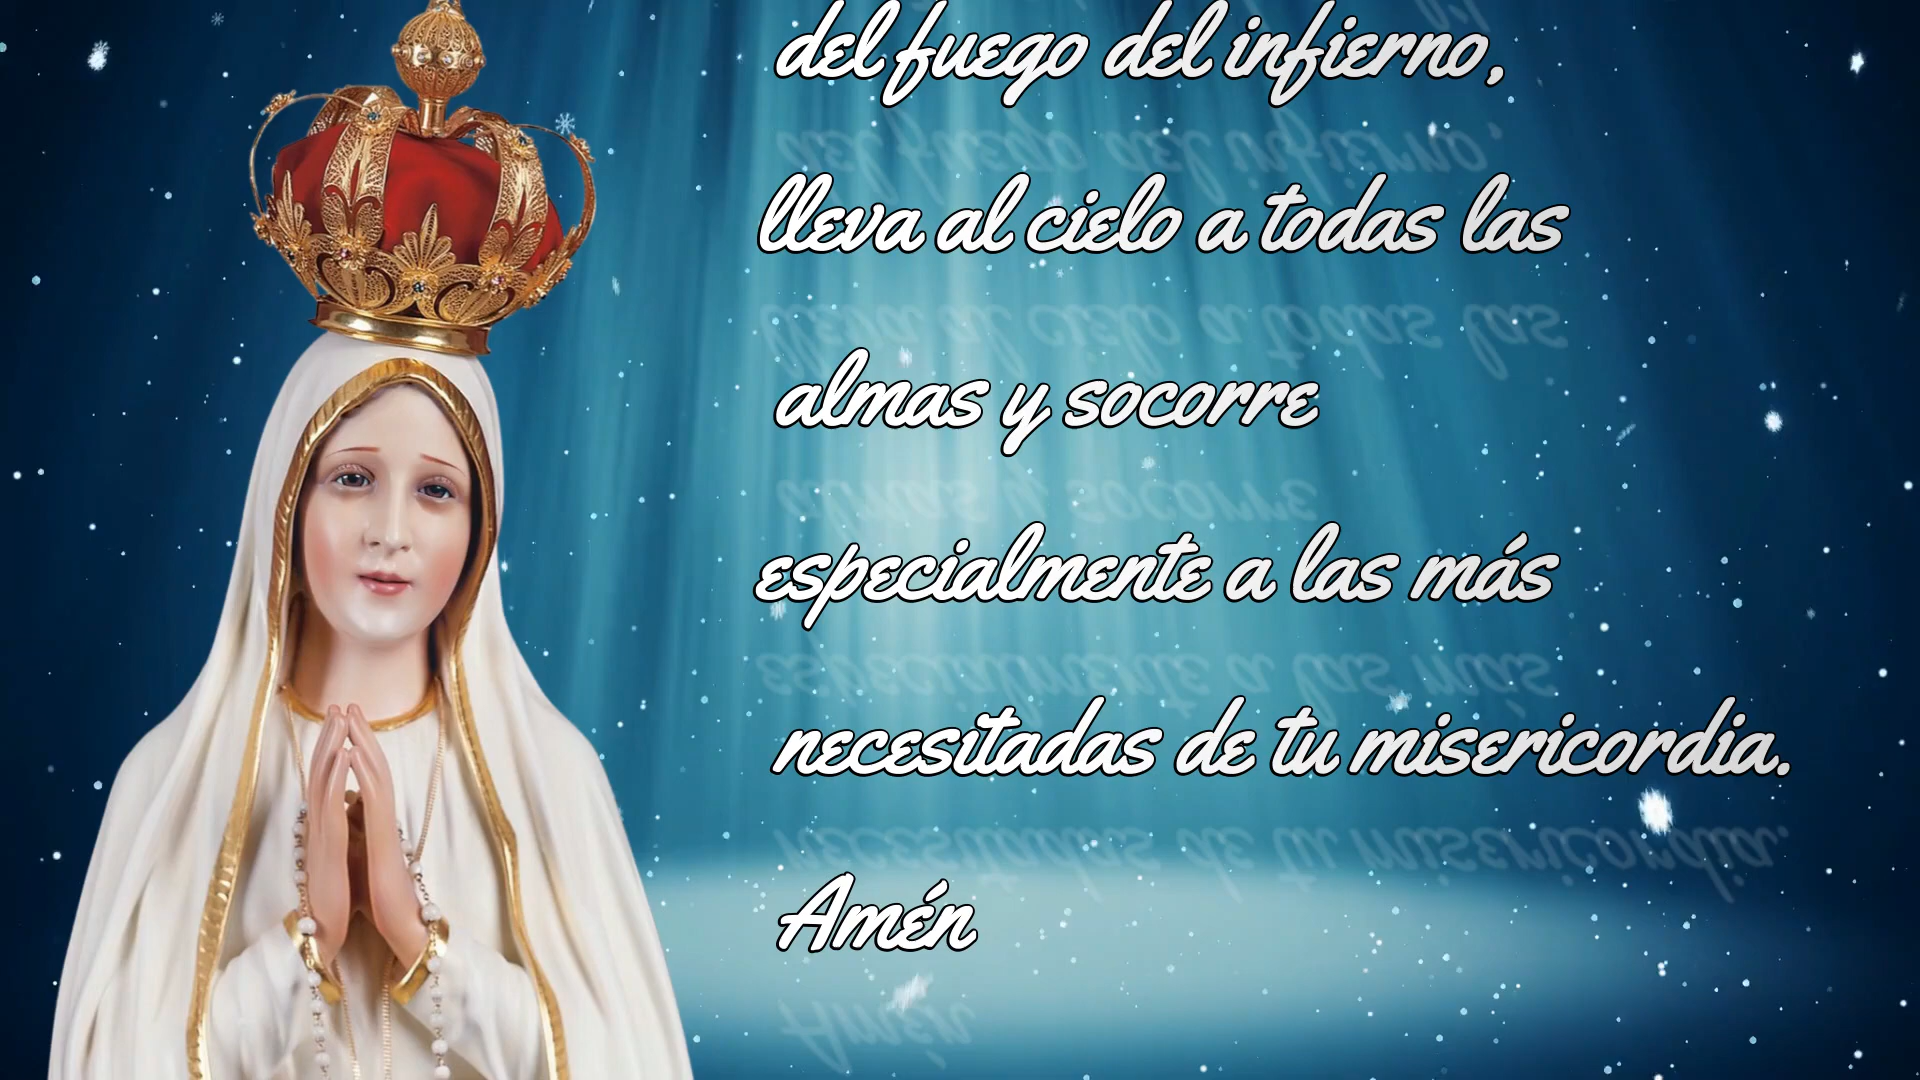 del fuego del infierno,
lleva al cielo a todas las
almas y socorre
especialmente a las más
necesitadas de tu misericordia.
Amén